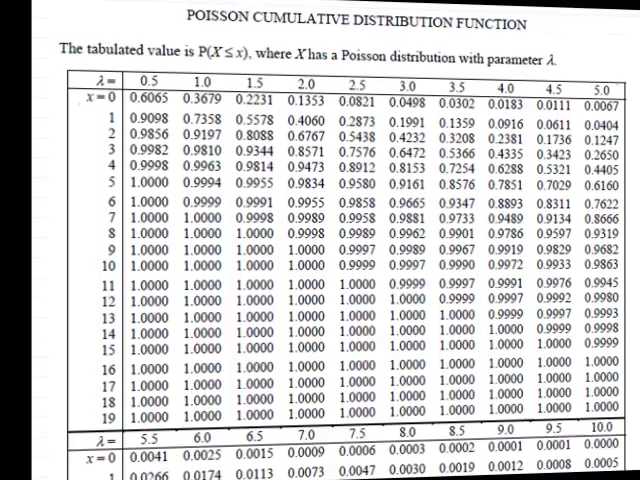 POISSON CUMULATIVE DISTRIBUTION FUNCTION
The tabulated value is P(X ≤ x), where X has a Poisson distribution with parameter λ.
λ = 0.5 1.0 1.5 2.0 2.5 3.0 3.5 4.0 4.5 5.0
x = 0 0.6065 0.3679 0.2231 0.1353 0.0821 0.0498 0.0302 0.0183 0.0111 0.0067
1 0.9098 0.7358 0.5578 0.4060 0.2873 0.1991 0.1359 0.0916 0.0611 0.0404
2 0.9856 0.9197 0.8088 0.6767 0.5438 0.4232 0.3208 0.2381 0.1736 0.1247
3 0.9982 0.9810 0.9344 0.8571 0.7576 0.6472 0.5366 0.4335 0.3423 0.2650
4 0.9998 0.9963 0.9814 0.9473 0.8912 0.8153 0.7254 0.6288 0.5321 0.4405
5 1.0000 0.9994 0.9955 0.9834 0.9580 0.9161 0.8576 0.7851 0.7029 0.6160
6 1.0000 0.9999 0.9991 0.9955 0.9858 0.9665 0.9347 0.8893 0.8311 0.7622
7 1.0000 1.0000 0.9998 0.9989 0.9958 0.9881 0.9733 0.9489 0.9134 0.8666
8 1.0000 1.0000 1.0000 0.9998 0.9989 0.9962 0.9901 0.9786 0.9597 0.9319
9 1.0000 1.0000 1.0000 1.0000 0.9997 0.9989 0.9967 0.9919 0.9829 0.9682
10 1.0000 1.0000 1.0000 1.0000 0.9999 0.9997 0.9990 0.9972 0.9933 0.9863
11 1.0000 1.0000 1.0000 1.0000 1.0000 0.9999 0.9997 0.9991 0.9976 0.9945
12 1.0000 1.0000 1.0000 1.0000 1.0000 1.0000 0.9999 0.9997 0.9992 0.9980
13 1.0000 1.0000 1.0000 1.0000 1.0000 1.0000 1.0000 0.9999 0.9997 0.9993
14 1.0000 1.0000 1.0000 1.0000 1.0000 1.0000 1.0000 1.0000 0.9999 0.9998
15 1.0000 1.0000 1.0000 1.0000 1.0000 1.0000 1.0000 1.0000 1.0000 0.9999
16 1.0000 1.0000 1.0000 1.0000 1.0000 1.0000 1.0000 1.0000 1.0000 1.0000
17 1.0000 1.0000 1.0000 1.0000 1.0000 1.0000 1.0000 1.0000 1.0000 1.0000
18 1.0000 1.0000 1.0000 1.0000 1.0000 1.0000 1.0000 1.0000 1.0000 1.0000
19 1.0000 1.0000 1.0000 1.0000 1.0000 1.0000 1.0000 1.0000 1.0000 1.0000
λ = 5.5 6.0 6.5 7.0 7.5 8.0 8.5 9.0 9.5 10.0
x = 0 0.0041 0.0025 0.0015 0.0009 0.0006 0.0003 0.0002 0.0001 0.0001 0.0000
1 0.0266 0.0174 0.0113 0.0073 0.0047 0.0030 0.0019 0.0012 0.0008 0.0005